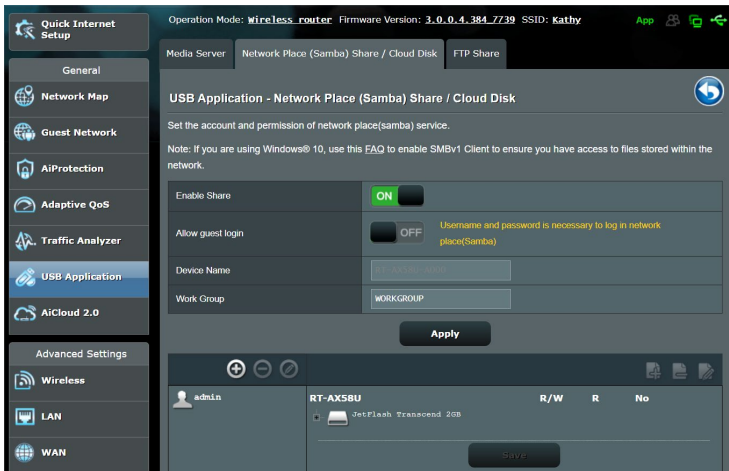 Quick Internet
Setup
Operation Mode: Wireless router Firmware Version: 3.0.0.4.384_7739 SSID: Kathy
App
Media Server
Network Place (Samba) Share / Cloud Disk
FTP Share
General
Network Map
Guest Network
AiProtection
Adaptive QoS
Traffic Analyzer
USB Application
AiCloud 2.0
Advanced Settings
Wireless
LAN
WAN
USB Application - Network Place (Samba) Share / Cloud Disk
Set the account and permission of network place(samba) service.
Note: If you are using Windows® 10, use this FAQ to enable SMBv1 Client to ensure you have access to files stored within the
network.
Enable Share
ON
Allow guest login
OFF
Username and password is necessary to log in network
place(Samba)
Device Name
Work Group
WORKGROUP
Apply
admin
RT-AX58U
R/W
R
No
JetFlash Transcend 2GB
Save